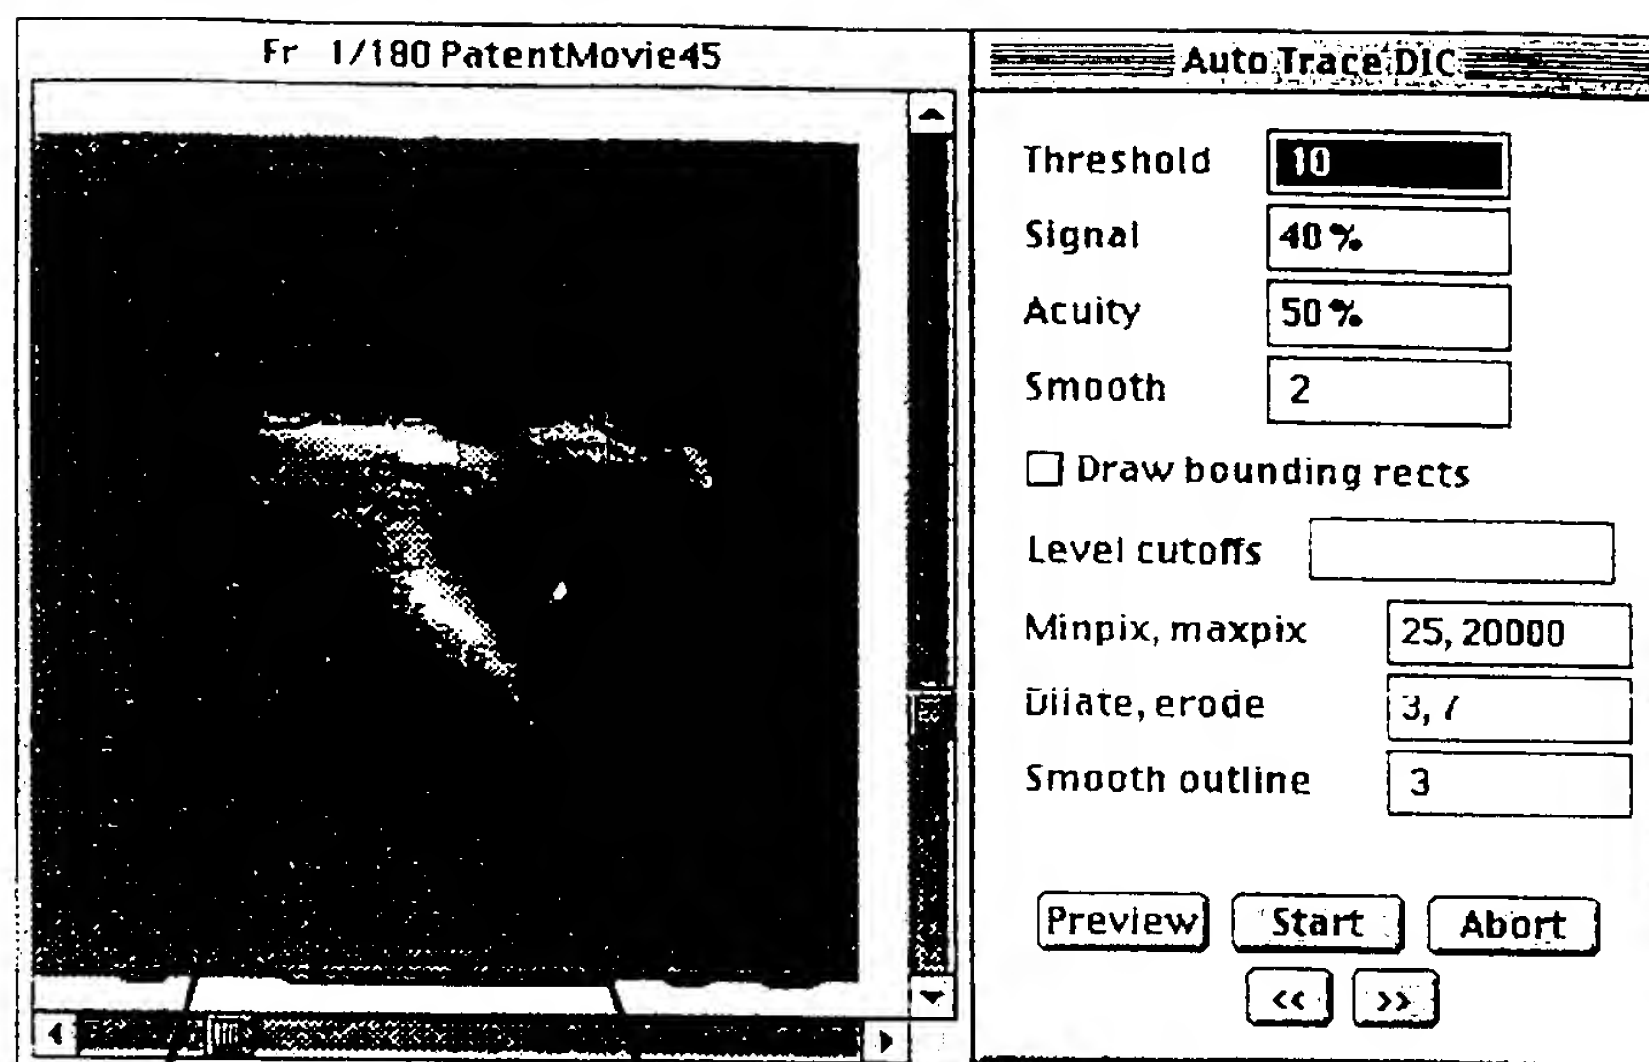 Fr 1/180 PatentMovie45
Auto Trace DIC
Threshold 10
Signal 40%
Acuity 50%
Smooth 2
Draw bounding rects
Level cutoffs
Minpix, maxpix 25, 20000
Dilate, erode 3, 7
Smooth outline 3
Preview Start Abort
<< >>